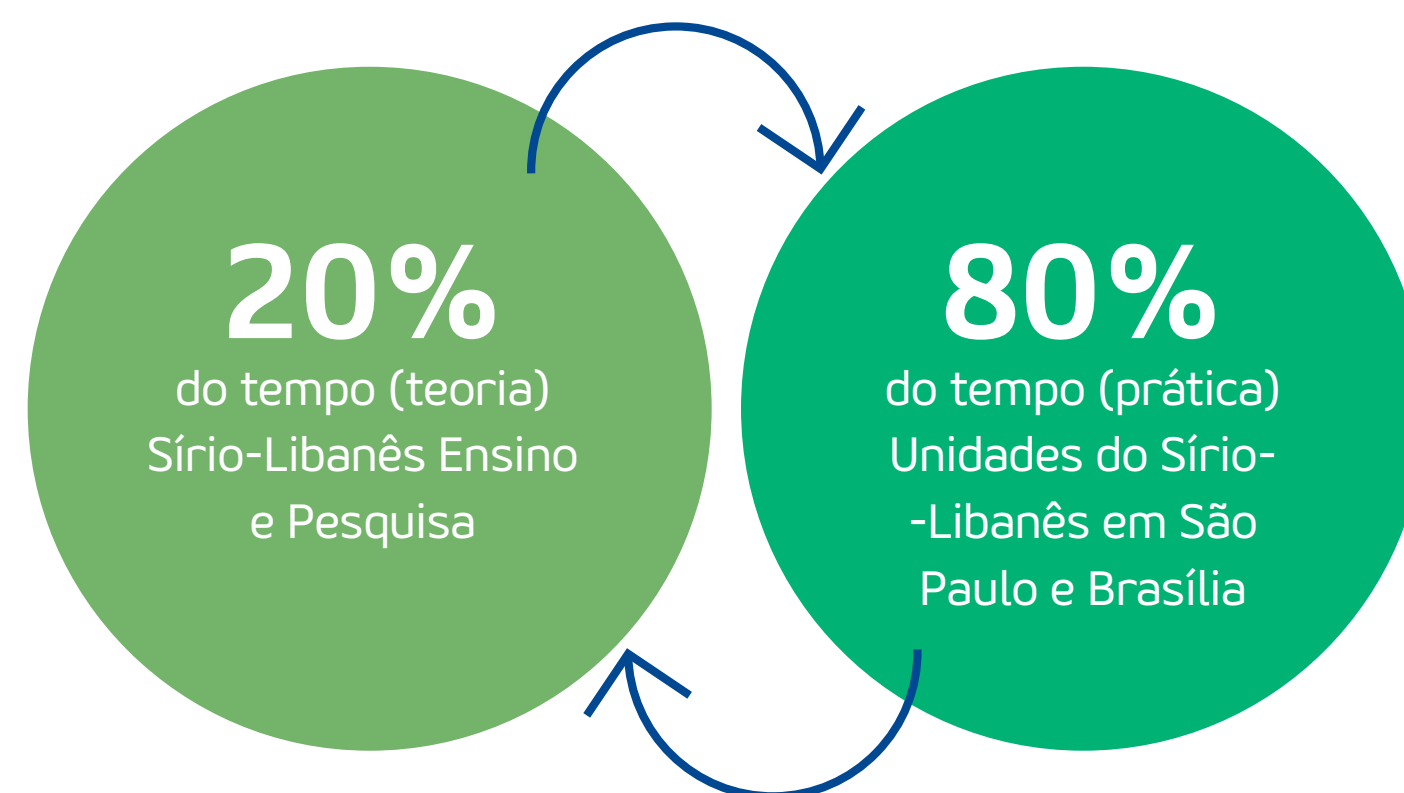 20%
do tempo (teoria)
Sírio-Libanês Ensino
e Pesquisa
80%
do tempo (prática)
Unidades do Sírio-
-Libanês em São
Paulo e Brasília